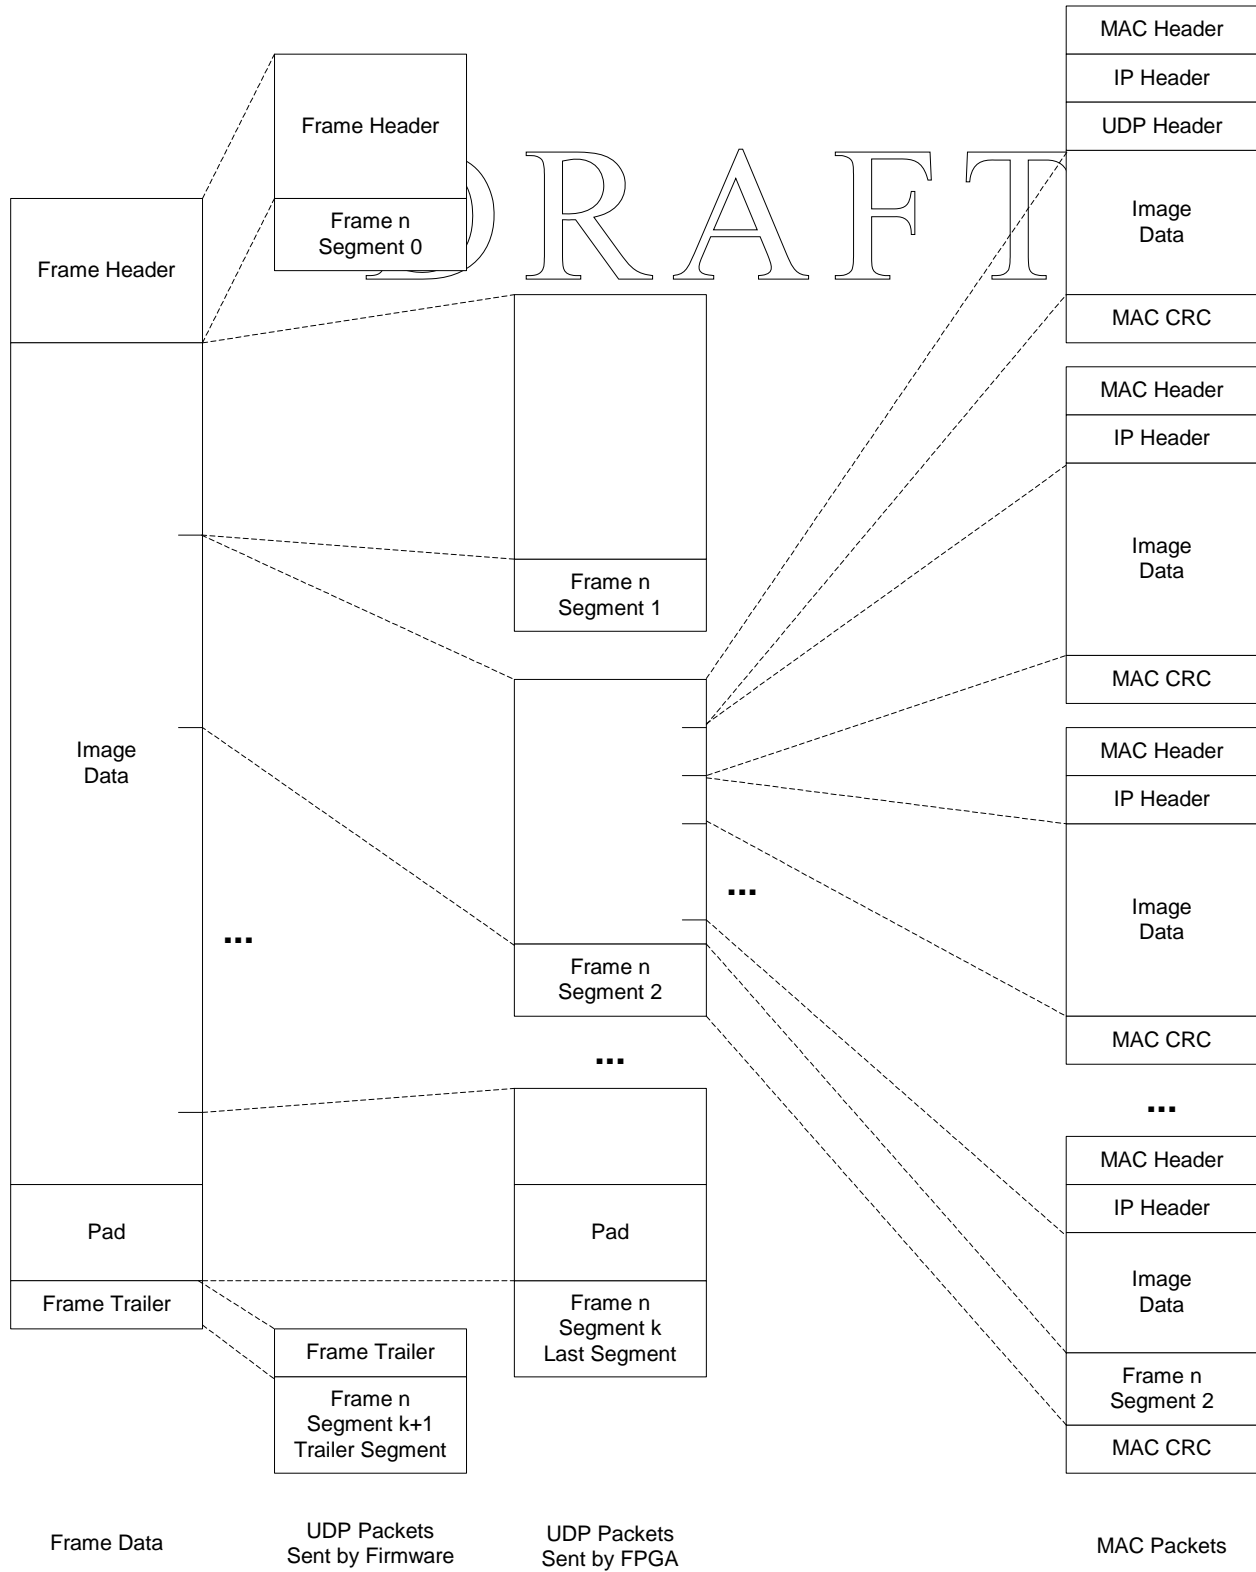 DRAFT
Frame Header
Image
Data
...
Pad
Frame Trailer
Frame Data
Frame Header
Frame n
Segment 0
Frame Trailer
Frame n
Segment k+1
Trailer Segment
UDP Packets
Sent by Firmware
Frame n
Segment 1
Frame n
Segment 2
...
Pad
Frame n
Segment k
Last Segment
UDP Packets
Sent by FPGA
...
MAC Header
IP Header
UDP Header
Image
Data
MAC CRC
MAC Header
IP Header
Image
Data
MAC CRC
MAC Header
IP Header
Image
Data
MAC CRC
...
MAC Header
IP Header
Image
Data
Frame n
Segment 2
MAC CRC
MAC Packets